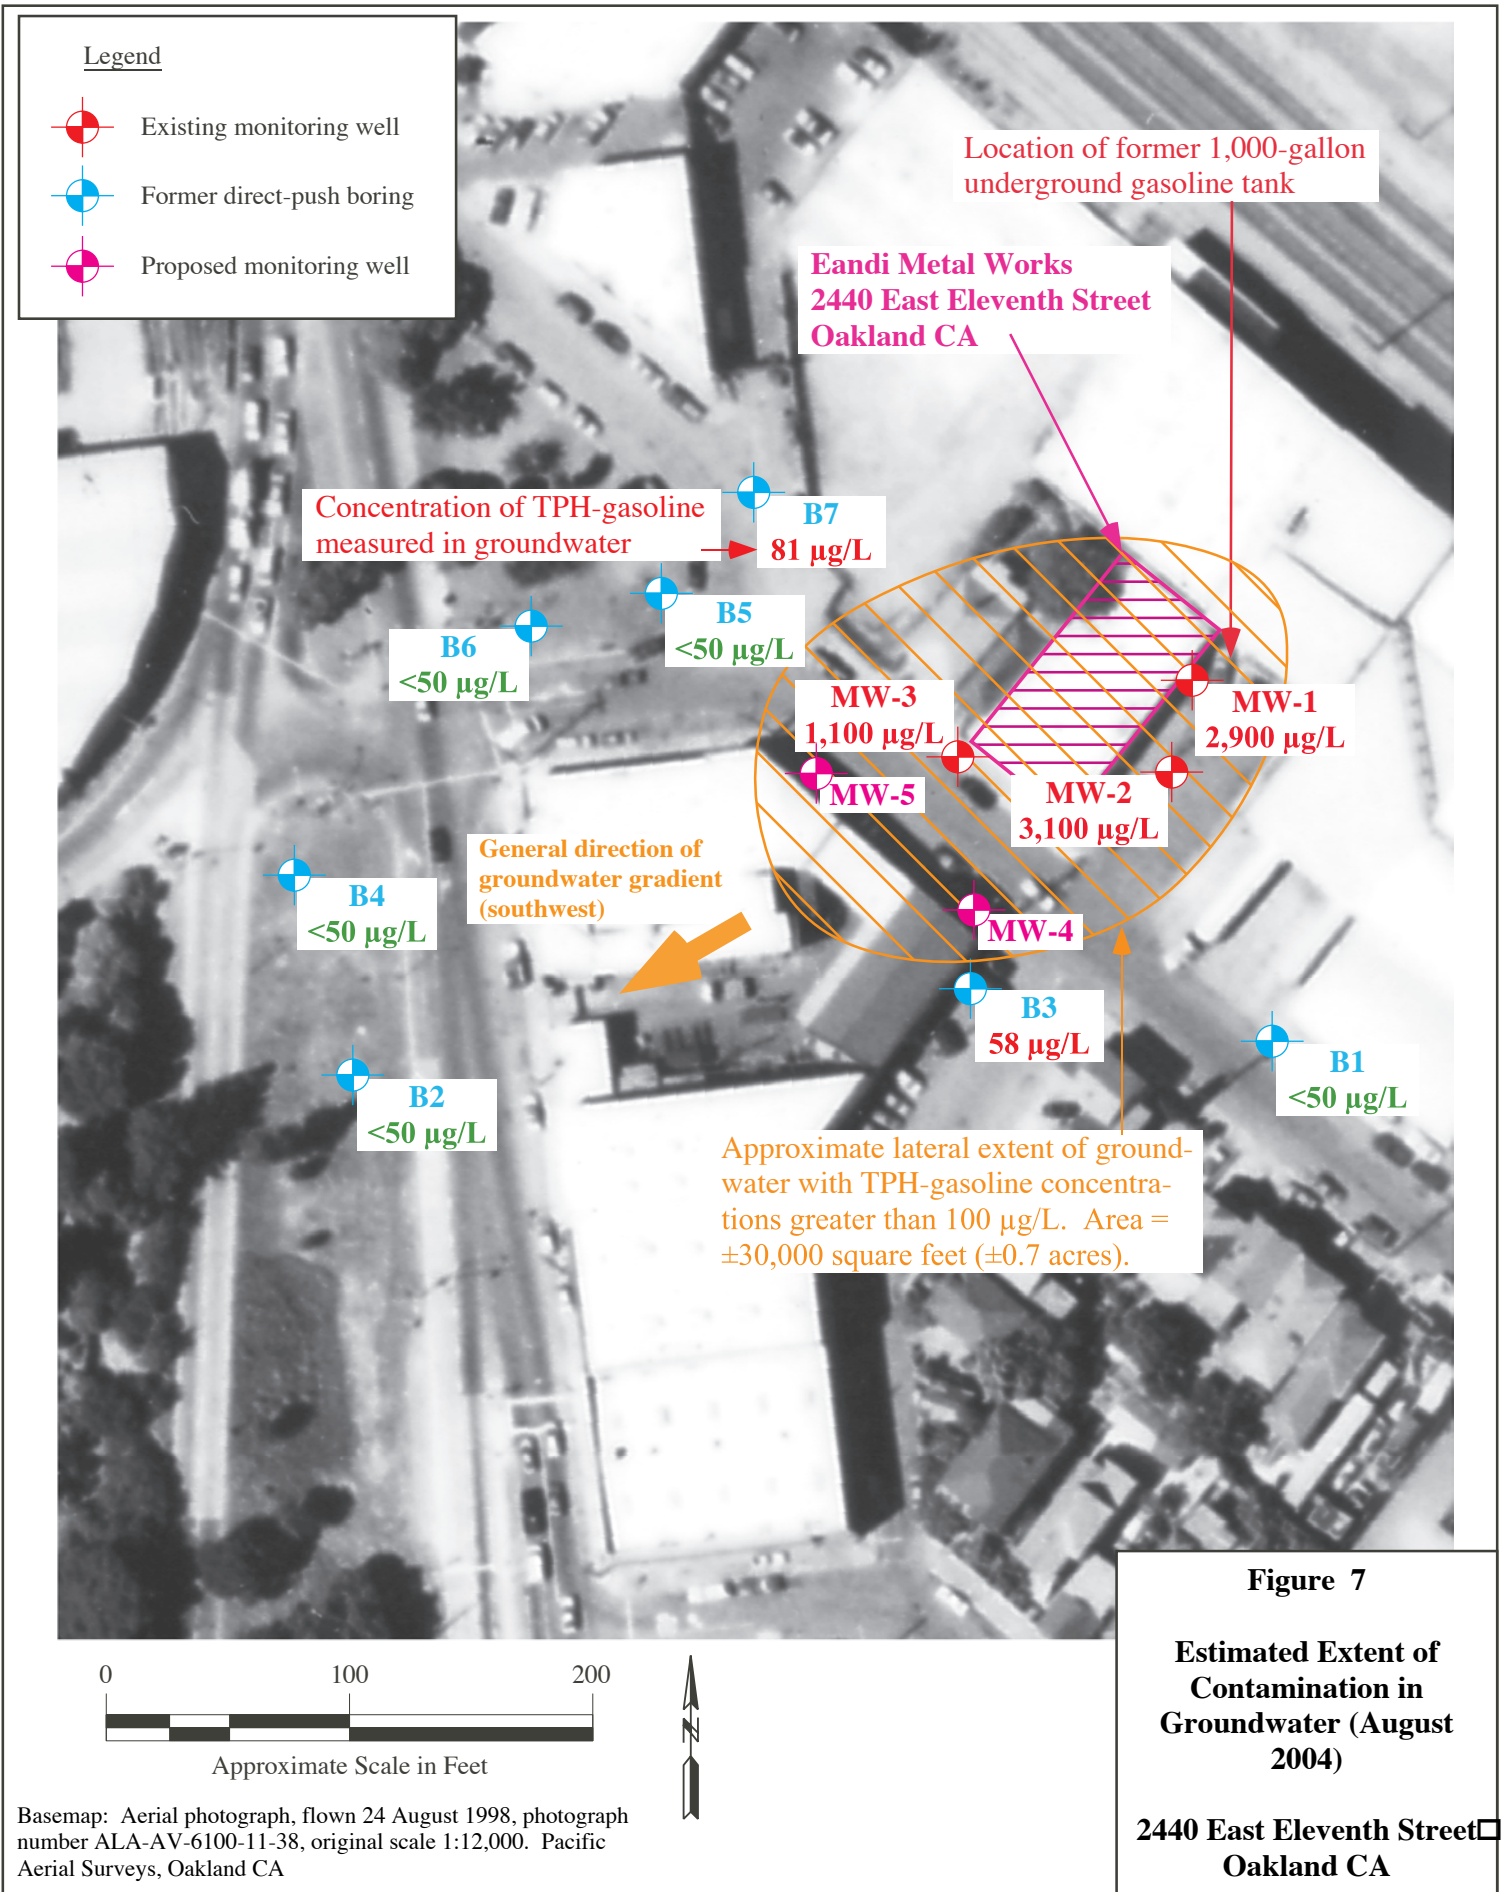 Legend
Existing monitoring well
Former direct-push boring
Proposed monitoring well
Location of former 1,000-gallon
underground gasoline tank
Eandi Metal Works
2440 East Eleventh Street
Oakland CA
Concentration of TPH-gasoline
measured in groundwater
B7
81 µg/L
B5
<50 µg/L
B6
<50 µg/L
MW-3
1,100 µg/L
MW-1
2,900 µg/L
MW-5
MW-2
3,100 µg/L
General direction of
groundwater gradient
(southwest)
B4
<50 µg/L
MW-4
B3
58 µg/L
B1
<50 µg/L
B2
<50 µg/L
Approximate lateral extent of ground-
water with TPH-gasoline concentra-
tions greater than 100 µg/L.  Area =
±30,000 square feet (±0.7 acres).
0 100 200
Approximate Scale in Feet
N
Basemap:  Aerial photograph, flown 24 August 1998, photograph
number ALA-AV-6100-11-38, original scale 1:12,000.  Pacific
Aerial Surveys, Oakland CA
Figure  7
Estimated Extent of
Contamination in
Groundwater (August
2004)
2440 East Eleventh Street
Oakland CA